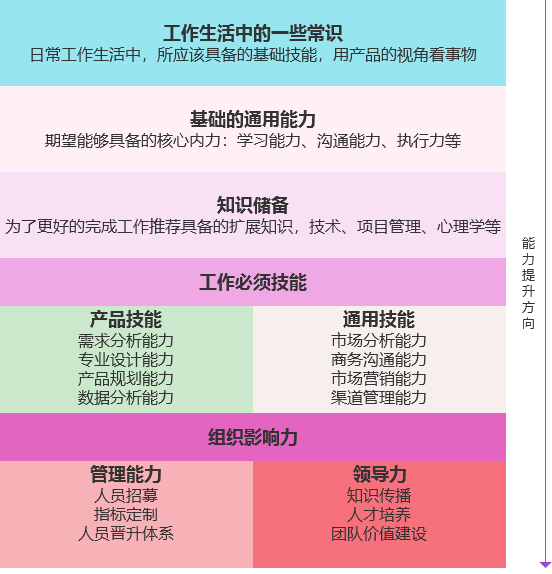 工作生活中的一些常识
日常工作生活中，所应该具备的基础技能，用产品的视角看事物
基础的通用能力
期望能够具备的核心内力：学习能力、沟通能力、执行力等
知识储备
为了更好的完成工作推荐具备的扩展知识，技术、项目管理、心理学等
工作必须技能
产品技能
需求分析能力
专业设计能力
产品规划能力
数据分析能力
通用技能
市场分析能力
商务沟通能力
市场营销能力
渠道管理能力
组织影响力
管理能力
人员招募
指标定制
人员晋升体系
领导力
知识传播
人才培养
团队价值建设
能力提升方向